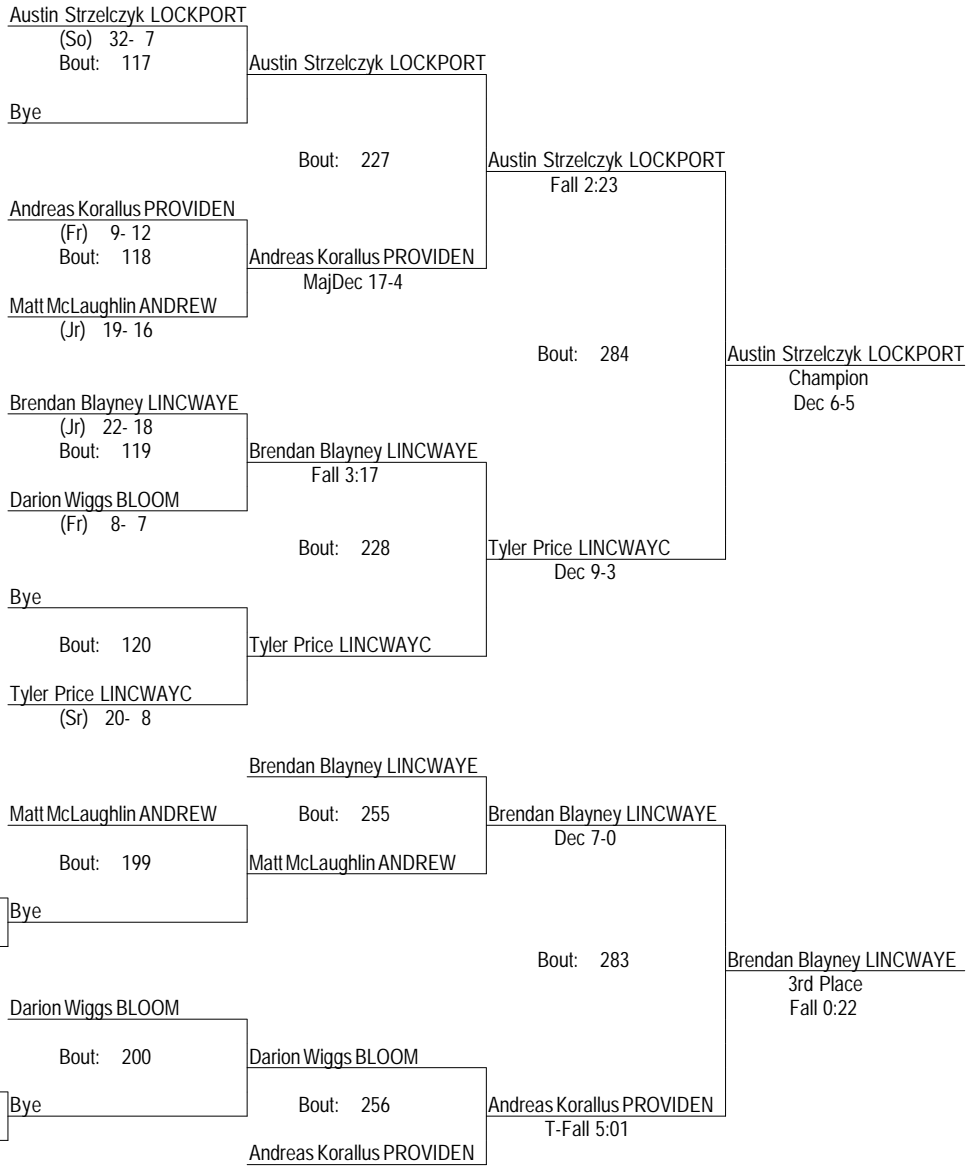 Austin Strzelczyk LOCKPORT
(So) 32- 7
Bout: 117
Austin Strzelczyk LOCKPORT
Bye
Bout: 227
Austin Strzelczyk LOCKPORT
Fall 2:23
Andreas Korallus PROVIDEN
(Fr) 9- 12
Bout: 118
Andreas Korallus PROVIDEN
MajDec 17-4
Matt McLaughlin ANDREW
(Jr) 19- 16
Bout: 284
Austin Strzelczyk LOCKPORT
Champion
Dec 6-5
Brendan Blayney LINCWAYE
(Jr) 22- 18
Bout: 119
Brendan Blayney LINCWAYE
Fall 3:17
Darion Wiggs BLOOM
(Fr) 8- 7
Bout: 228
Tyler Price LINCWAYC
Dec 9-3
Bye
Bout: 120
Tyler Price LINCWAYC
Tyler Price LINCWAYC
(Sr) 20- 8
Brendan Blayney LINCWAYE
Matt McLaughlin ANDREW
Bout: 255
Brendan Blayney LINCWAYE
Dec 7-0
Bout: 199
Matt McLaughlin ANDREW
Bye
Bout: 283
Brendan Blayney LINCWAYE
3rd Place
Fall 0:22
Darion Wiggs BLOOM
Bout: 200
Darion Wiggs BLOOM
Bye
Bout: 256
Andreas Korallus PROVIDEN
T-Fall 5:01
Andreas Korallus PROVIDEN